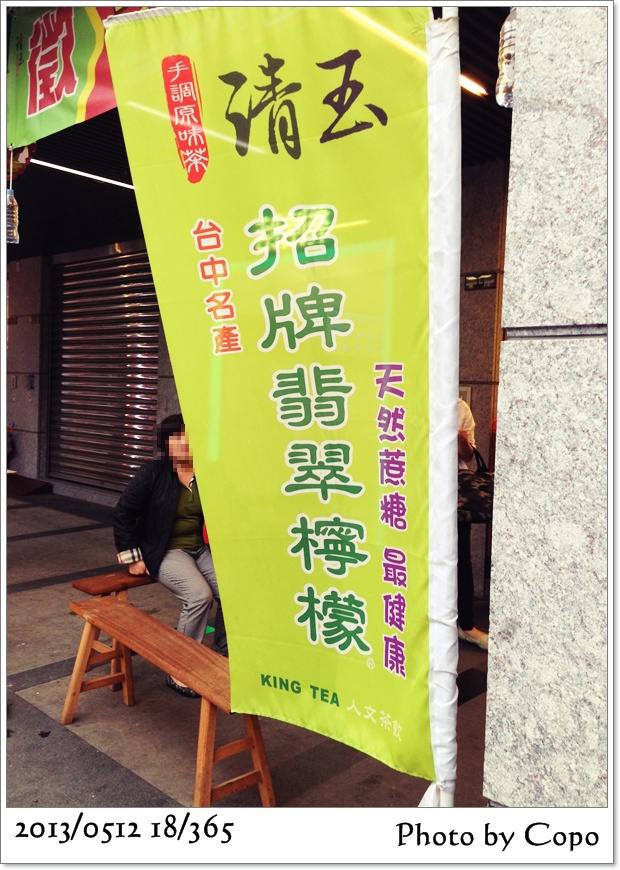 徵
手調原味茶
清玉
台中名產
招牌翡翠檸檬
天然蔗糖 最健康
®
KING TEA 人文茶飲
2013/0512 18/365
Photo by Copo